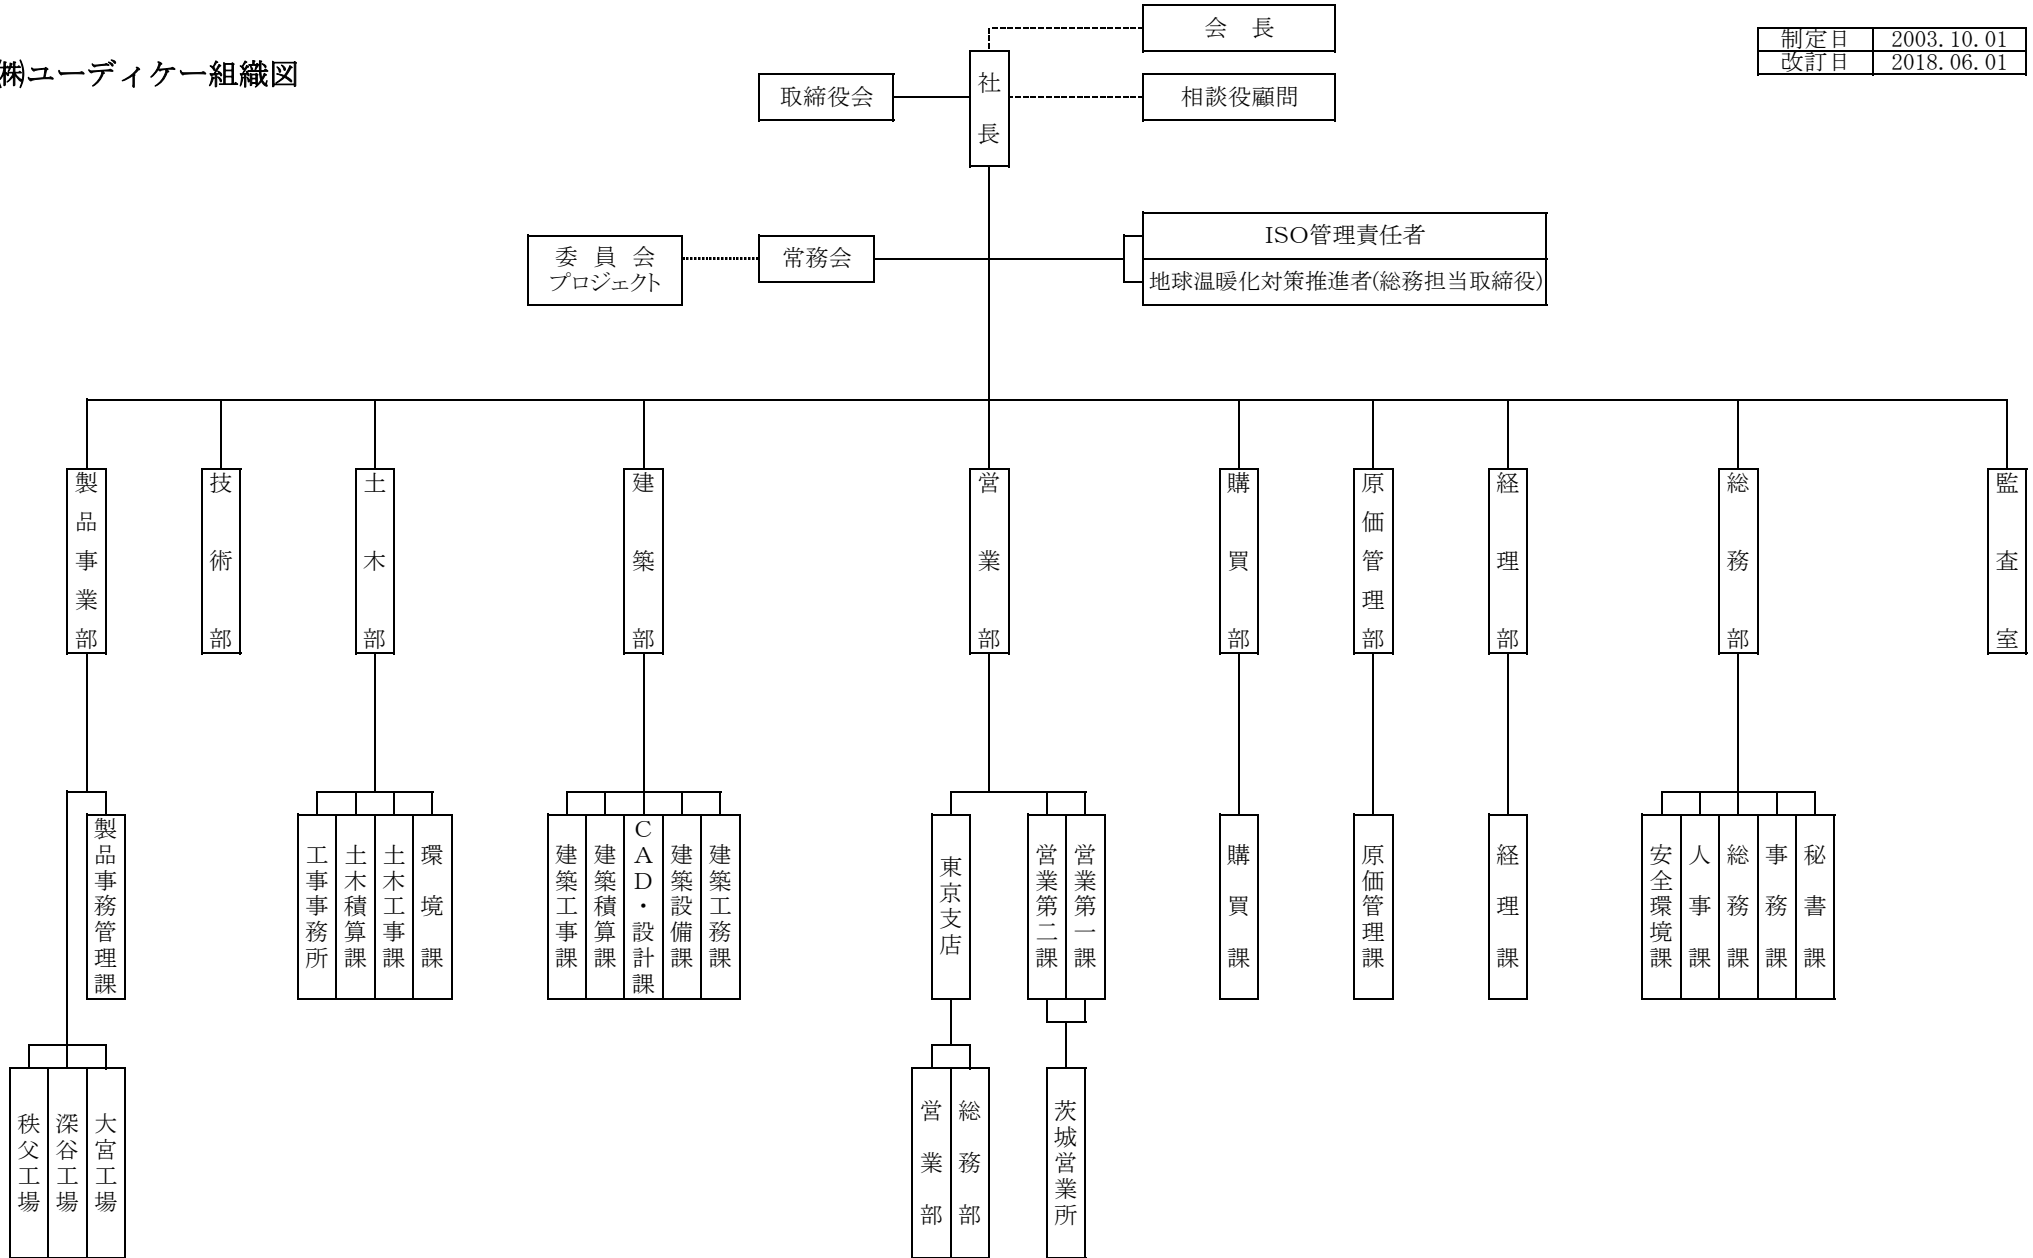 ㈱ユーディケー組織図
会 長
制定日 2003.10.01
改訂日 2018.06.01
取締役会
社長
相談役顧問
委 員 会
プロジェクト
常務会
ISO管理責任者
地球温暖化対策推進者(総務担当取締役)
製品事業部
技術部
土木部
建築部
営業部
購買部
原価管理部
経理部
総務部
監査室
製品事務管理課
工事事務所
土木積算課
土木工事課
環境課
建築工事課
建築積算課
CAD・設計課
建築設備課
建築工務課
東京支店
営業第二課
営業第一課
購買課
原価管理課
経理課
安全環境課
人事課
総務課
事務課
秘書課
秩父工場
深谷工場
大宮工場
営業部
総務部
茨城営業所